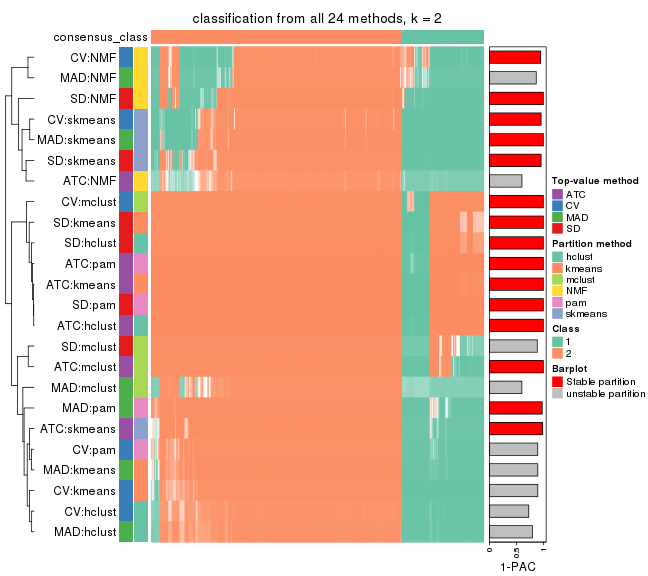 classification from all 24 methods, k = 2
consensus_class
CV:NMF
MAD:NMF
SD:NMF
CV:skmeans
MAD:skmeans
SD:skmeans
ATC:NMF
CV:mclust
SD:kmeans
SD:hclust
ATC:pam
ATC:kmeans
SD:pam
ATC:hclust
SD:mclust
ATC:mclust
MAD:mclust
MAD:pam
ATC:skmeans
CV:pam
MAD:kmeans
CV:kmeans
CV:hclust
MAD:hclust
0
0.5
1
1-PAC
Top-value method
ATC
CV
MAD
SD
Partition method
hclust
kmeans
mclust
NMF
pam
skmeans
Class
1
2
Barplot
Stable partition
unstable partition